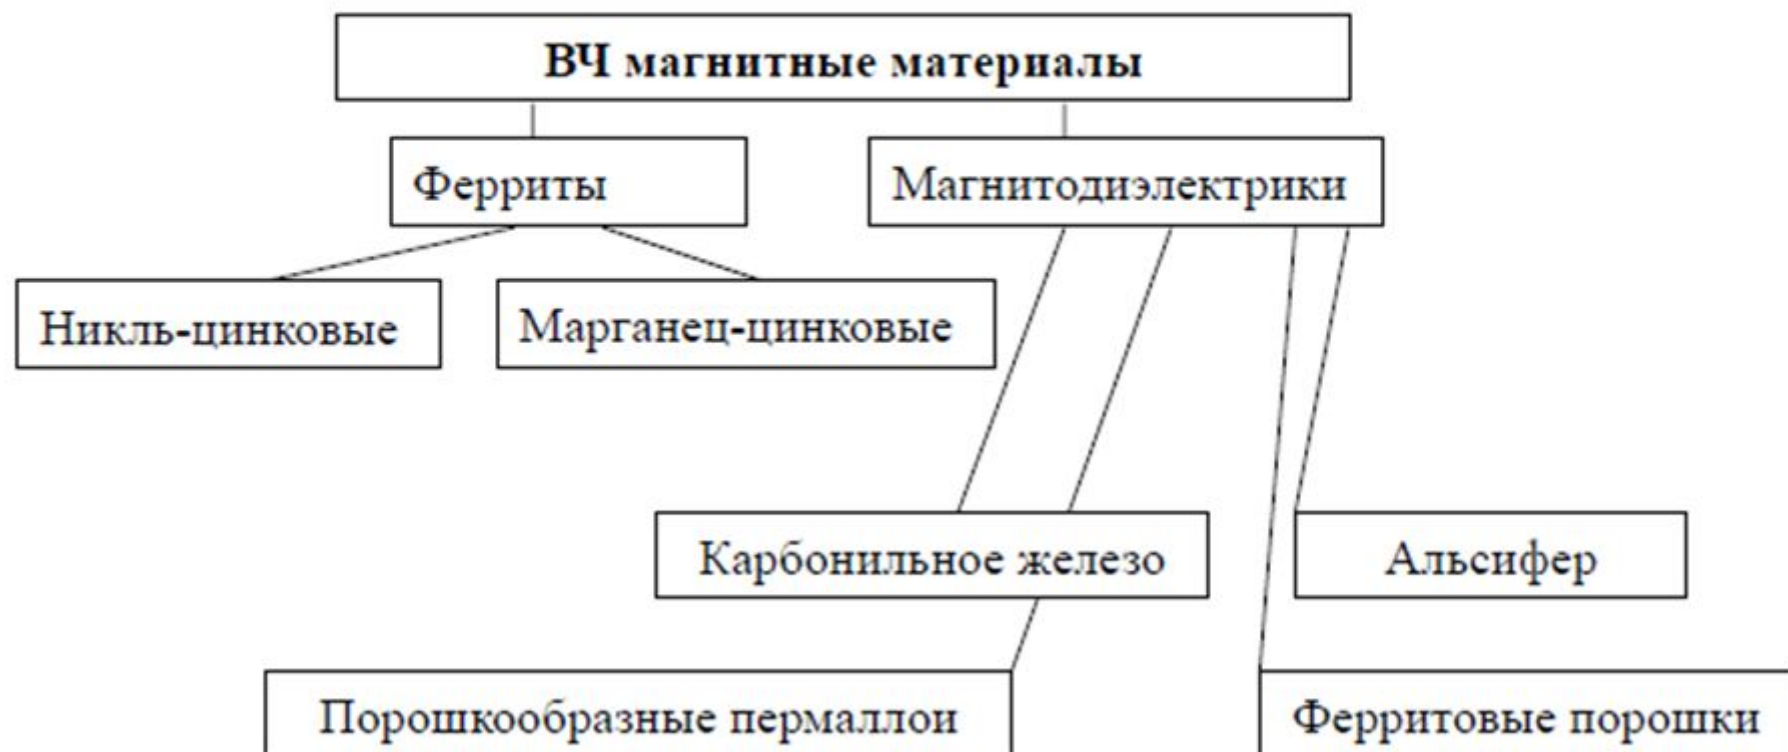 ВЧ магнитные материалы
Ферриты
Магнитодиэлектрики
Никль-цинковые
Марганец-цинковые
Карбонильное железо
Альсифер
Порошкообразные пермаллои
Ферритовые порошки